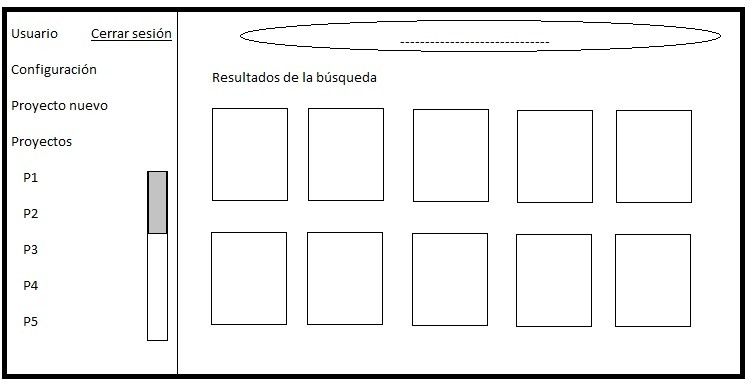 Usuario Cerrar sesión
Configuración
Proyecto nuevo
Proyectos
P1
P2
P3
P4
P5
Resultados de la búsqueda